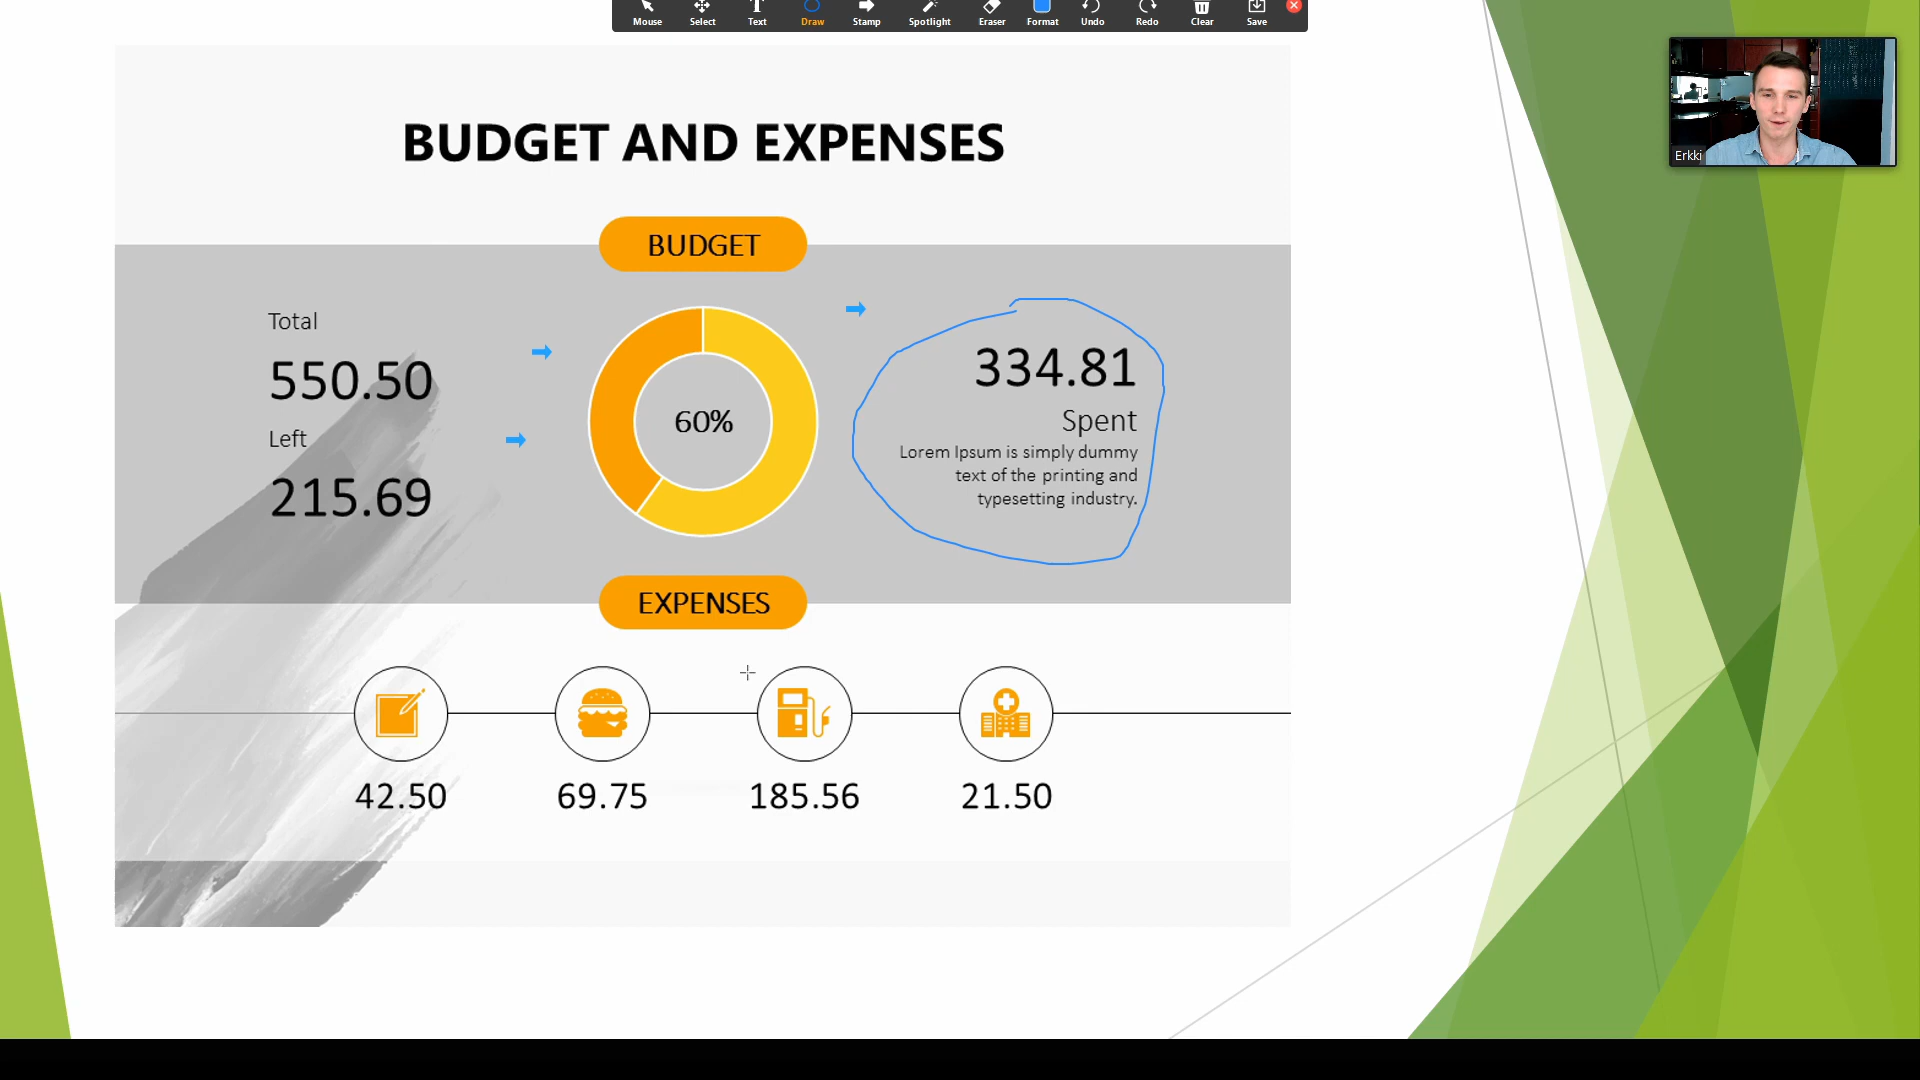 Mouse Select Text Draw Stamp Spotlight Eraser Format Undo Redo Clear Save
Erkki
BUDGET AND EXPENSES
BUDGET
Total
550.50
Left
215.69
60%
334.81
Spent
Lorem Ipsum is simply dummy
text of the printing and
typesetting industry.
EXPENSES
42.50 69.75 185.56 21.50